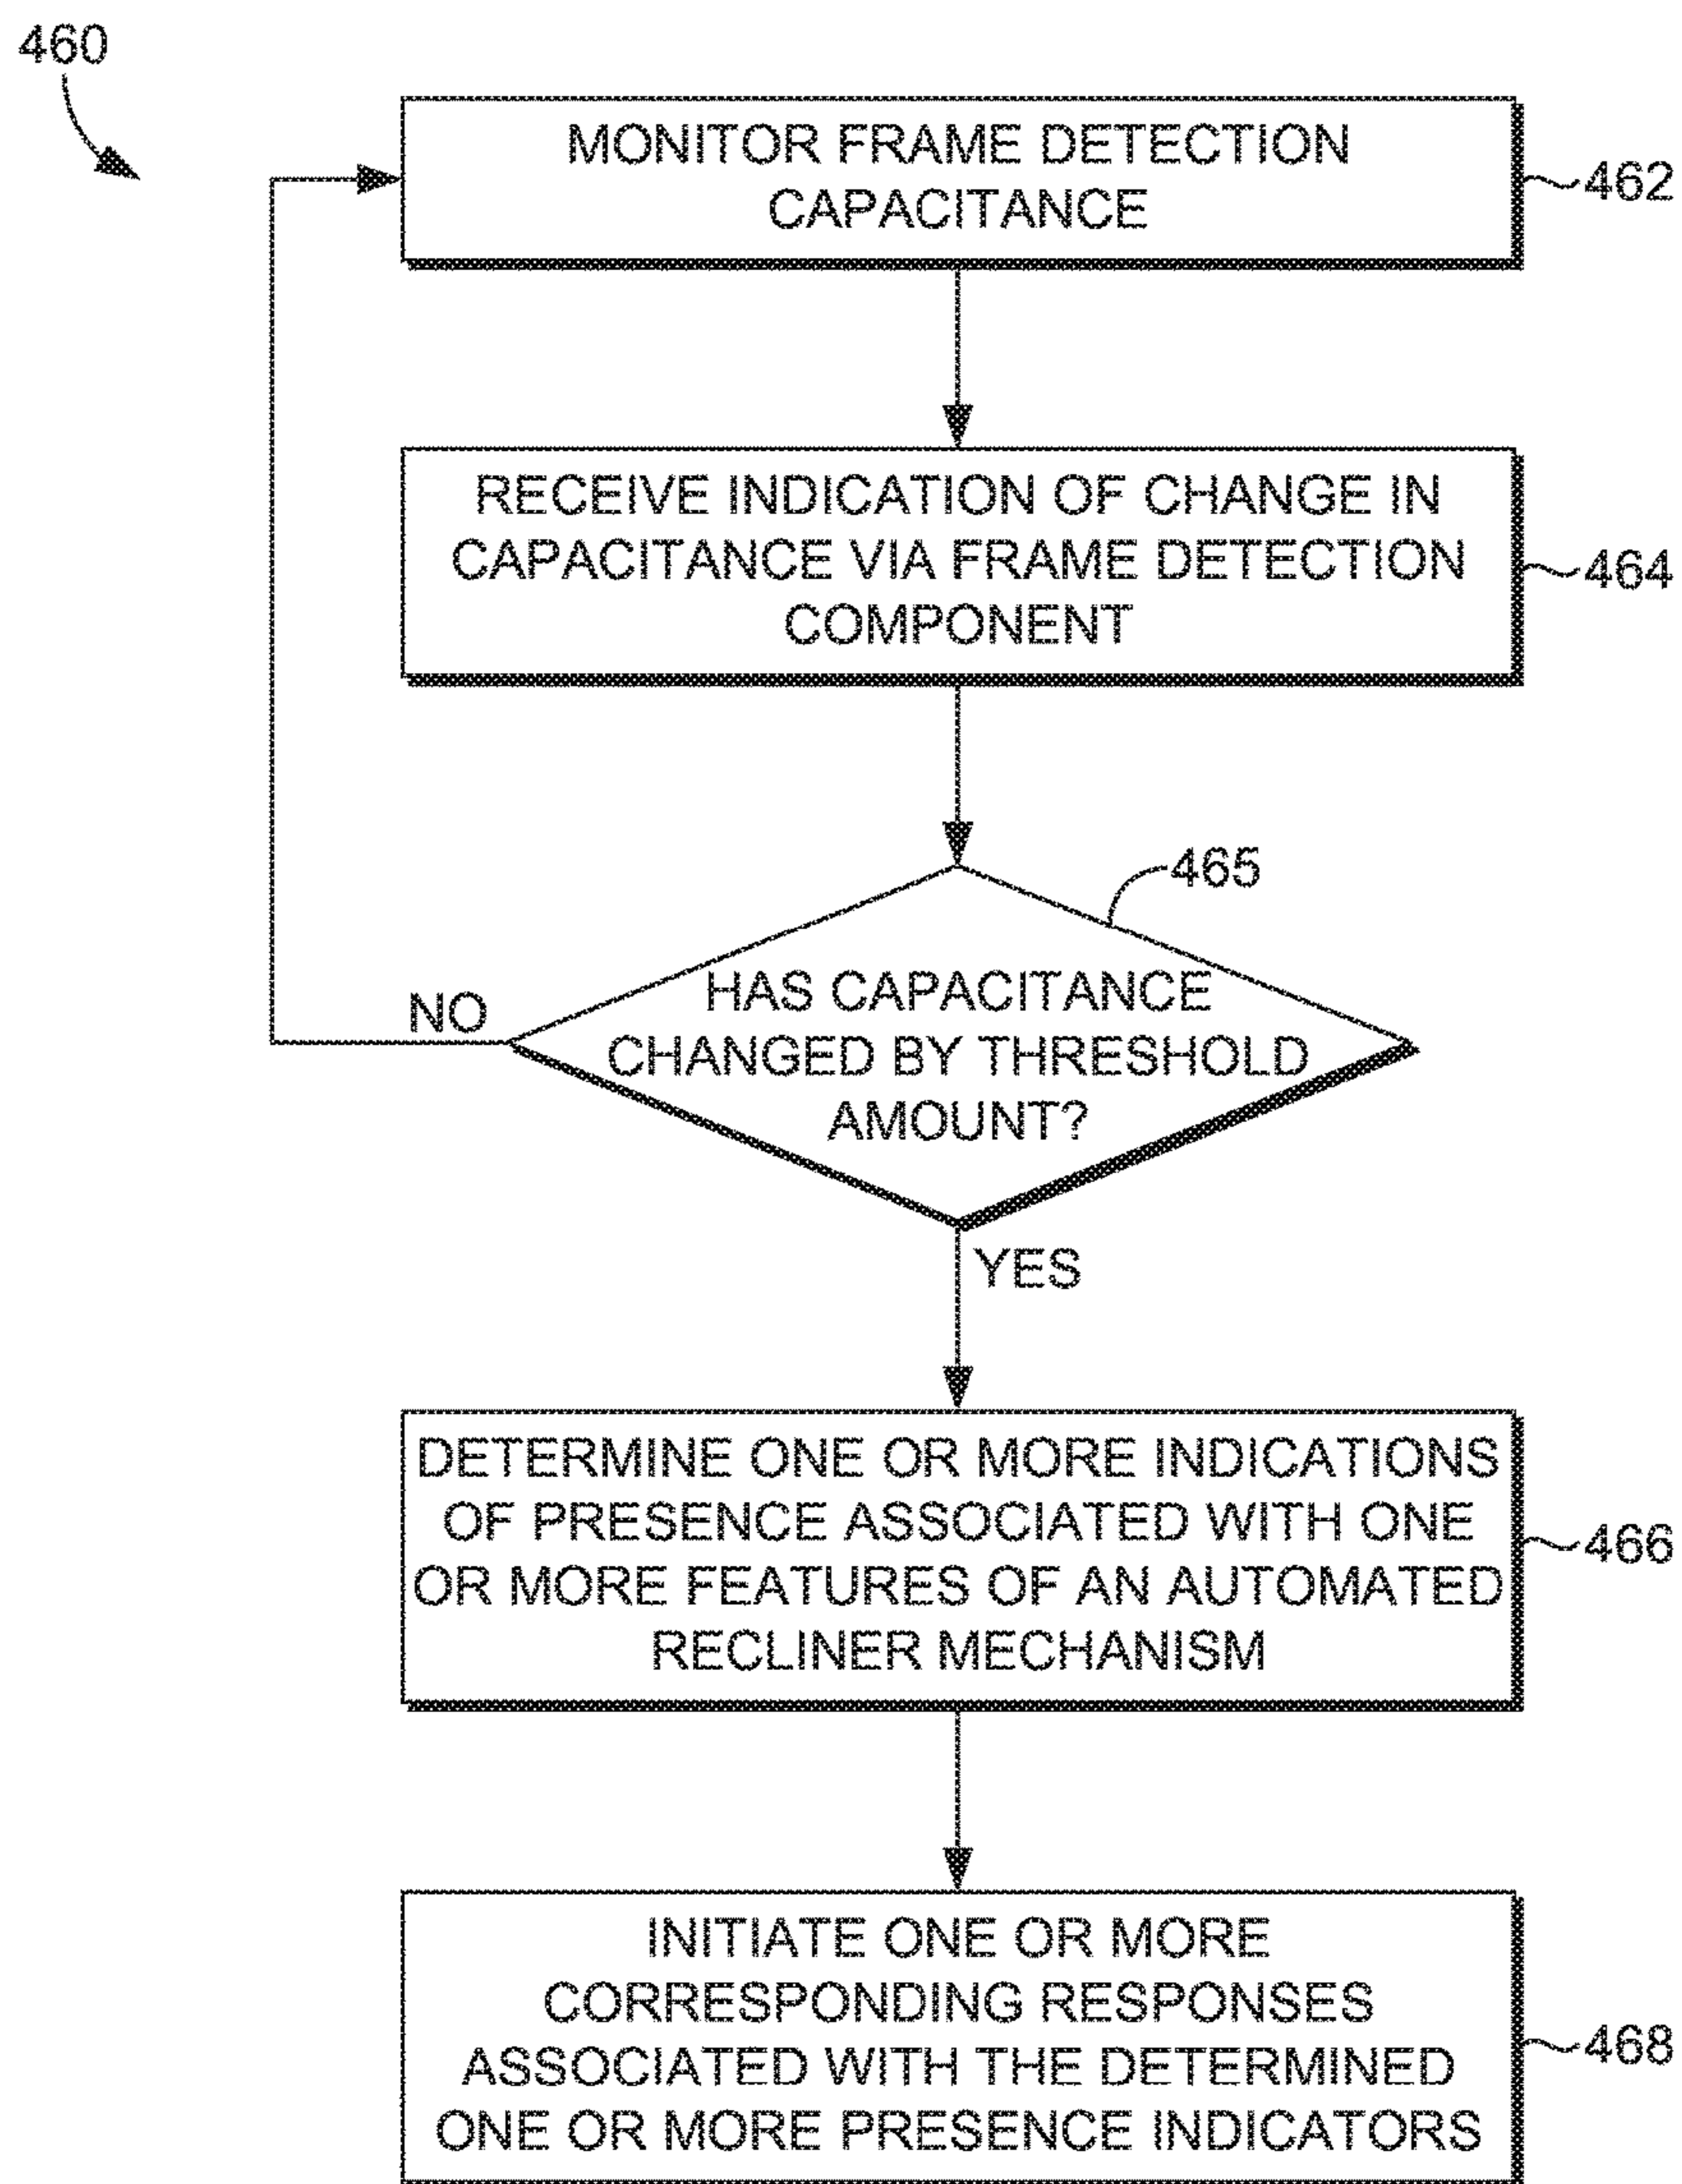 460
MONITOR FRAME DETECTION
CAPACITANCE
462
RECEIVE INDICATION OF CHANGE IN
CAPACITANCE VIA FRAME DETECTION
COMPONENT
464
465
HAS CAPACITANCE
CHANGED BY THRESHOLD
AMOUNT?
NO
YES
DETERMINE ONE OR MORE INDICATIONS
OF PRESENCE ASSOCIATED WITH ONE
OR MORE FEATURES OF AN AUTOMATED
RECLINER MECHANISM
466
INITIATE ONE OR MORE
CORRESPONDING RESPONSES
ASSOCIATED WITH THE DETERMINED
ONE OR MORE PRESENCE INDICATORS
468